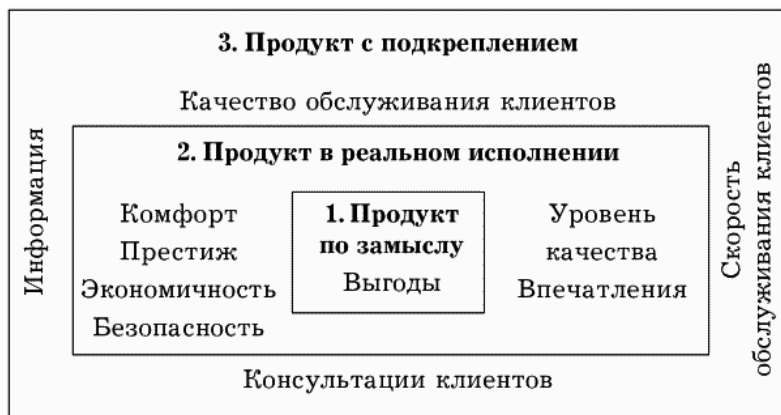 3. Продукт с подкреплением
Качество обслуживания клиентов
Информация
2. Продукт в реальном исполнении
Комфорт
Престиж
Экономичность
Безопасность
1. Продукт
по замыслу
Выгоды
Уровень
качества
Впечатления
Скорость
обслуживания клиентов
Консультации клиентов